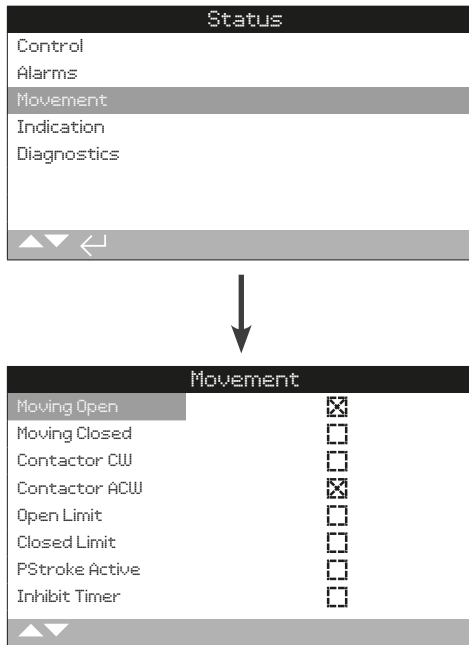 Status
Control
Alarms
Movement
Indication
Diagnostics
Movement
Moving Open
Moving Closed
Contactor CW
Contactor ACW
Open Limit
Closed Limit
PStroke Active
Inhibit Timer